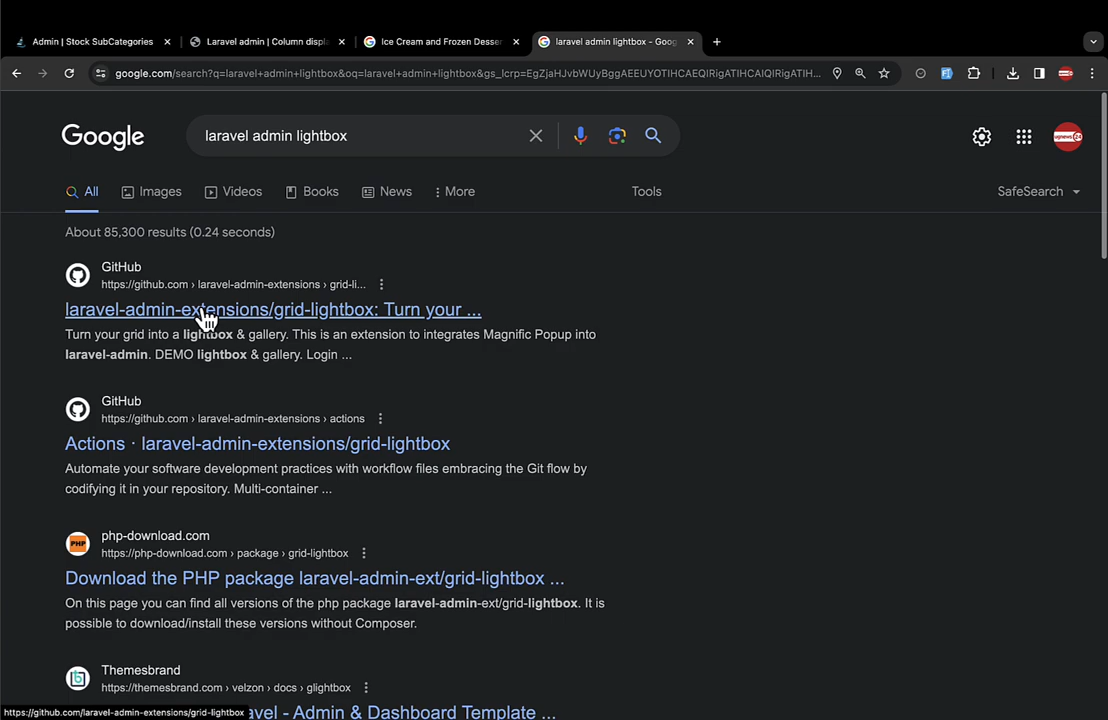 Admin | Stock SubCategories
Laravel admin | Column displ
Ice Cream and Frozen Desser
laravel admin lightbox - Goog
google.com/search?q=laravel+admin+lightbox&oq=laravel+admin+lightbox&gs_lcrp=EgZjaHJvbWUyBggAEEUYOTIHCAEQIRigATIHCAIQIRigATIH...
Google
laravel admin lightbox
All
Images
Videos
Books
News
More
Tools
SafeSearch
ugnews24
About 85,300 results (0.24 seconds)
GitHub
https://github.com › laravel-admin-extensions › grid-li...
laravel-admin-extensions/grid-lightbox: Turn your ...
Turn your grid into a lightbox & gallery. This is an extension to integrates Magnific Popup into
laravel-admin. DEMO lightbox & gallery. Login ...
GitHub
https://github.com › laravel-admin-extensions › actions
Actions · laravel-admin-extensions/grid-lightbox
Automate your software development practices with workflow files embracing the Git flow by
codifying it in your repository. Multi-container ...
PHP
php-download.com
https://php-download.com › package › grid-lightbox
Download the PHP package laravel-admin-ext/grid-lightbox ...
On this page you can find all versions of the php package laravel-admin-ext/grid-lightbox. It is
possible to download/install these versions without Composer.
Themesbrand
https://themesbrand.com › velzon › docs › glightbox
avel - Admin & Dashboard Template ...
https://github.com/laravel-admin-extensions/grid-lightbox